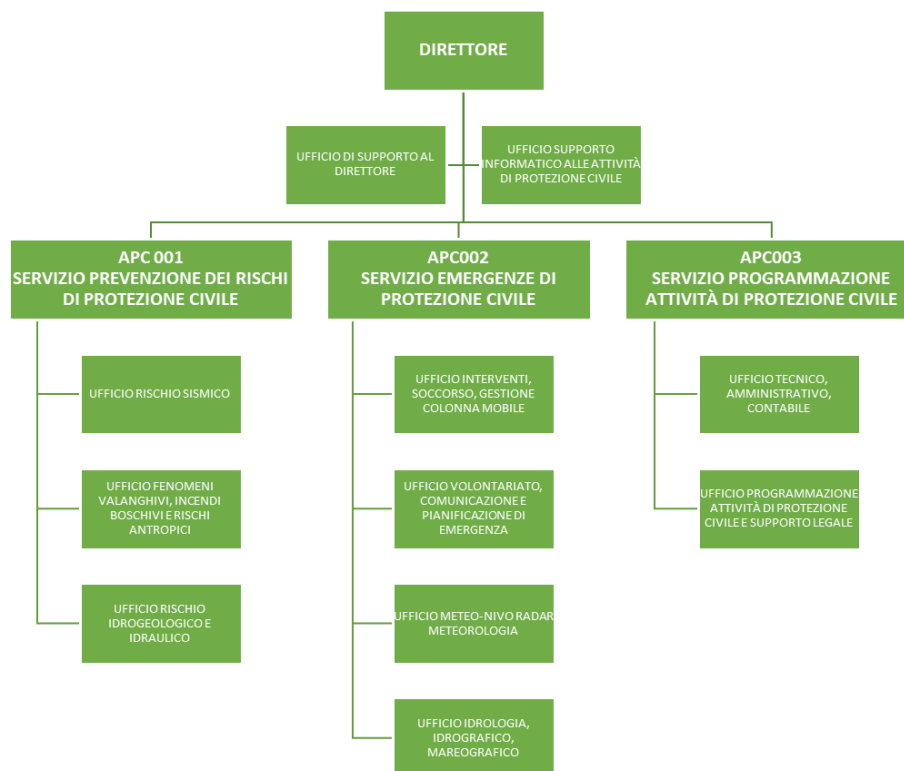 DIRETTORE
UFFICIO DI SUPPORTO AL
DIRETTORE
UFFICIO SUPPORTO
INFORMATICO ALLE ATTIVITÀ
DI PROTEZIONE CIVILE
APC 001
SERVIZIO PREVENZIONE DEI RISCHI
DI PROTEZIONE CIVILE
UFFICIO RISCHIO SISMICO
UFFICIO FENOMENI
VALANGHIVI, INCENDI
BOSCHIVI E RISCHI
ANTROPICI
UFFICIO RISCHIO
IDROGEOLOGICO E
IDRAULICO
APC002
SERVIZIO EMERGENZE DI
PROTEZIONE CIVILE
UFFICIO INTERVENTI,
SOCCORSO, GESTIONE
COLONNA MOBILE
UFFICIO VOLONTARIATO,
COMUNICAZIONE E
PIANIFICAZIONE DI
EMERGENZA
UFFICIO METEO-NIVO RADAR
METEOROLOGIA
UFFICIO IDROLOGIA,
IDROGRAFICO,
MAREOGRAFICO
APC003
SERVIZIO PROGRAMMAZIONE
ATTIVITÀ DI PROTEZIONE CIVILE
UFFICIO TECNICO,
AMMINISTRATIVO,
CONTABILE
UFFICIO PROGRAMMAZIONE
ATTIVITÀ DI PROTEZIONE
CIVILE E SUPPORTO LEGALE